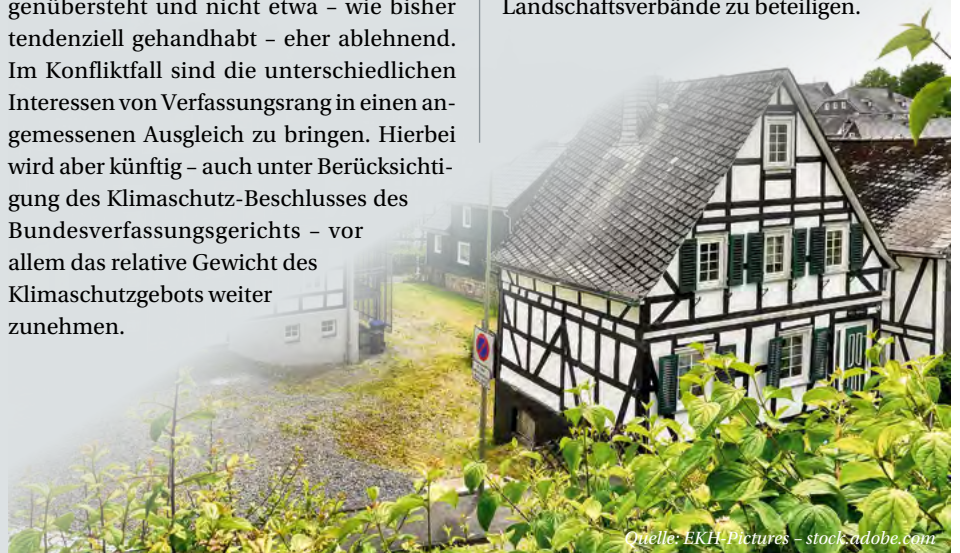 genübersteht und nicht etwa – wie bisher
tendenziell gehandhabt – eher ablehnend.
Im Konfliktfall sind die unterschiedlichen
Interessen von Verfassungsrang in einen an-
gemessenen Ausgleich zu bringen. Hierbei
wird aber künftig – auch unter Berücksichti-
gung des Klimaschutz-Beschlusses des
Bundesverfassungsgerichts – vor
allem das relative Gewicht des
Klimaschutzgebots weiter
zunehmen.
Landschaftsverbände zu beteiligen.
Quelle: EKH-Pictures – stock.adobe.com